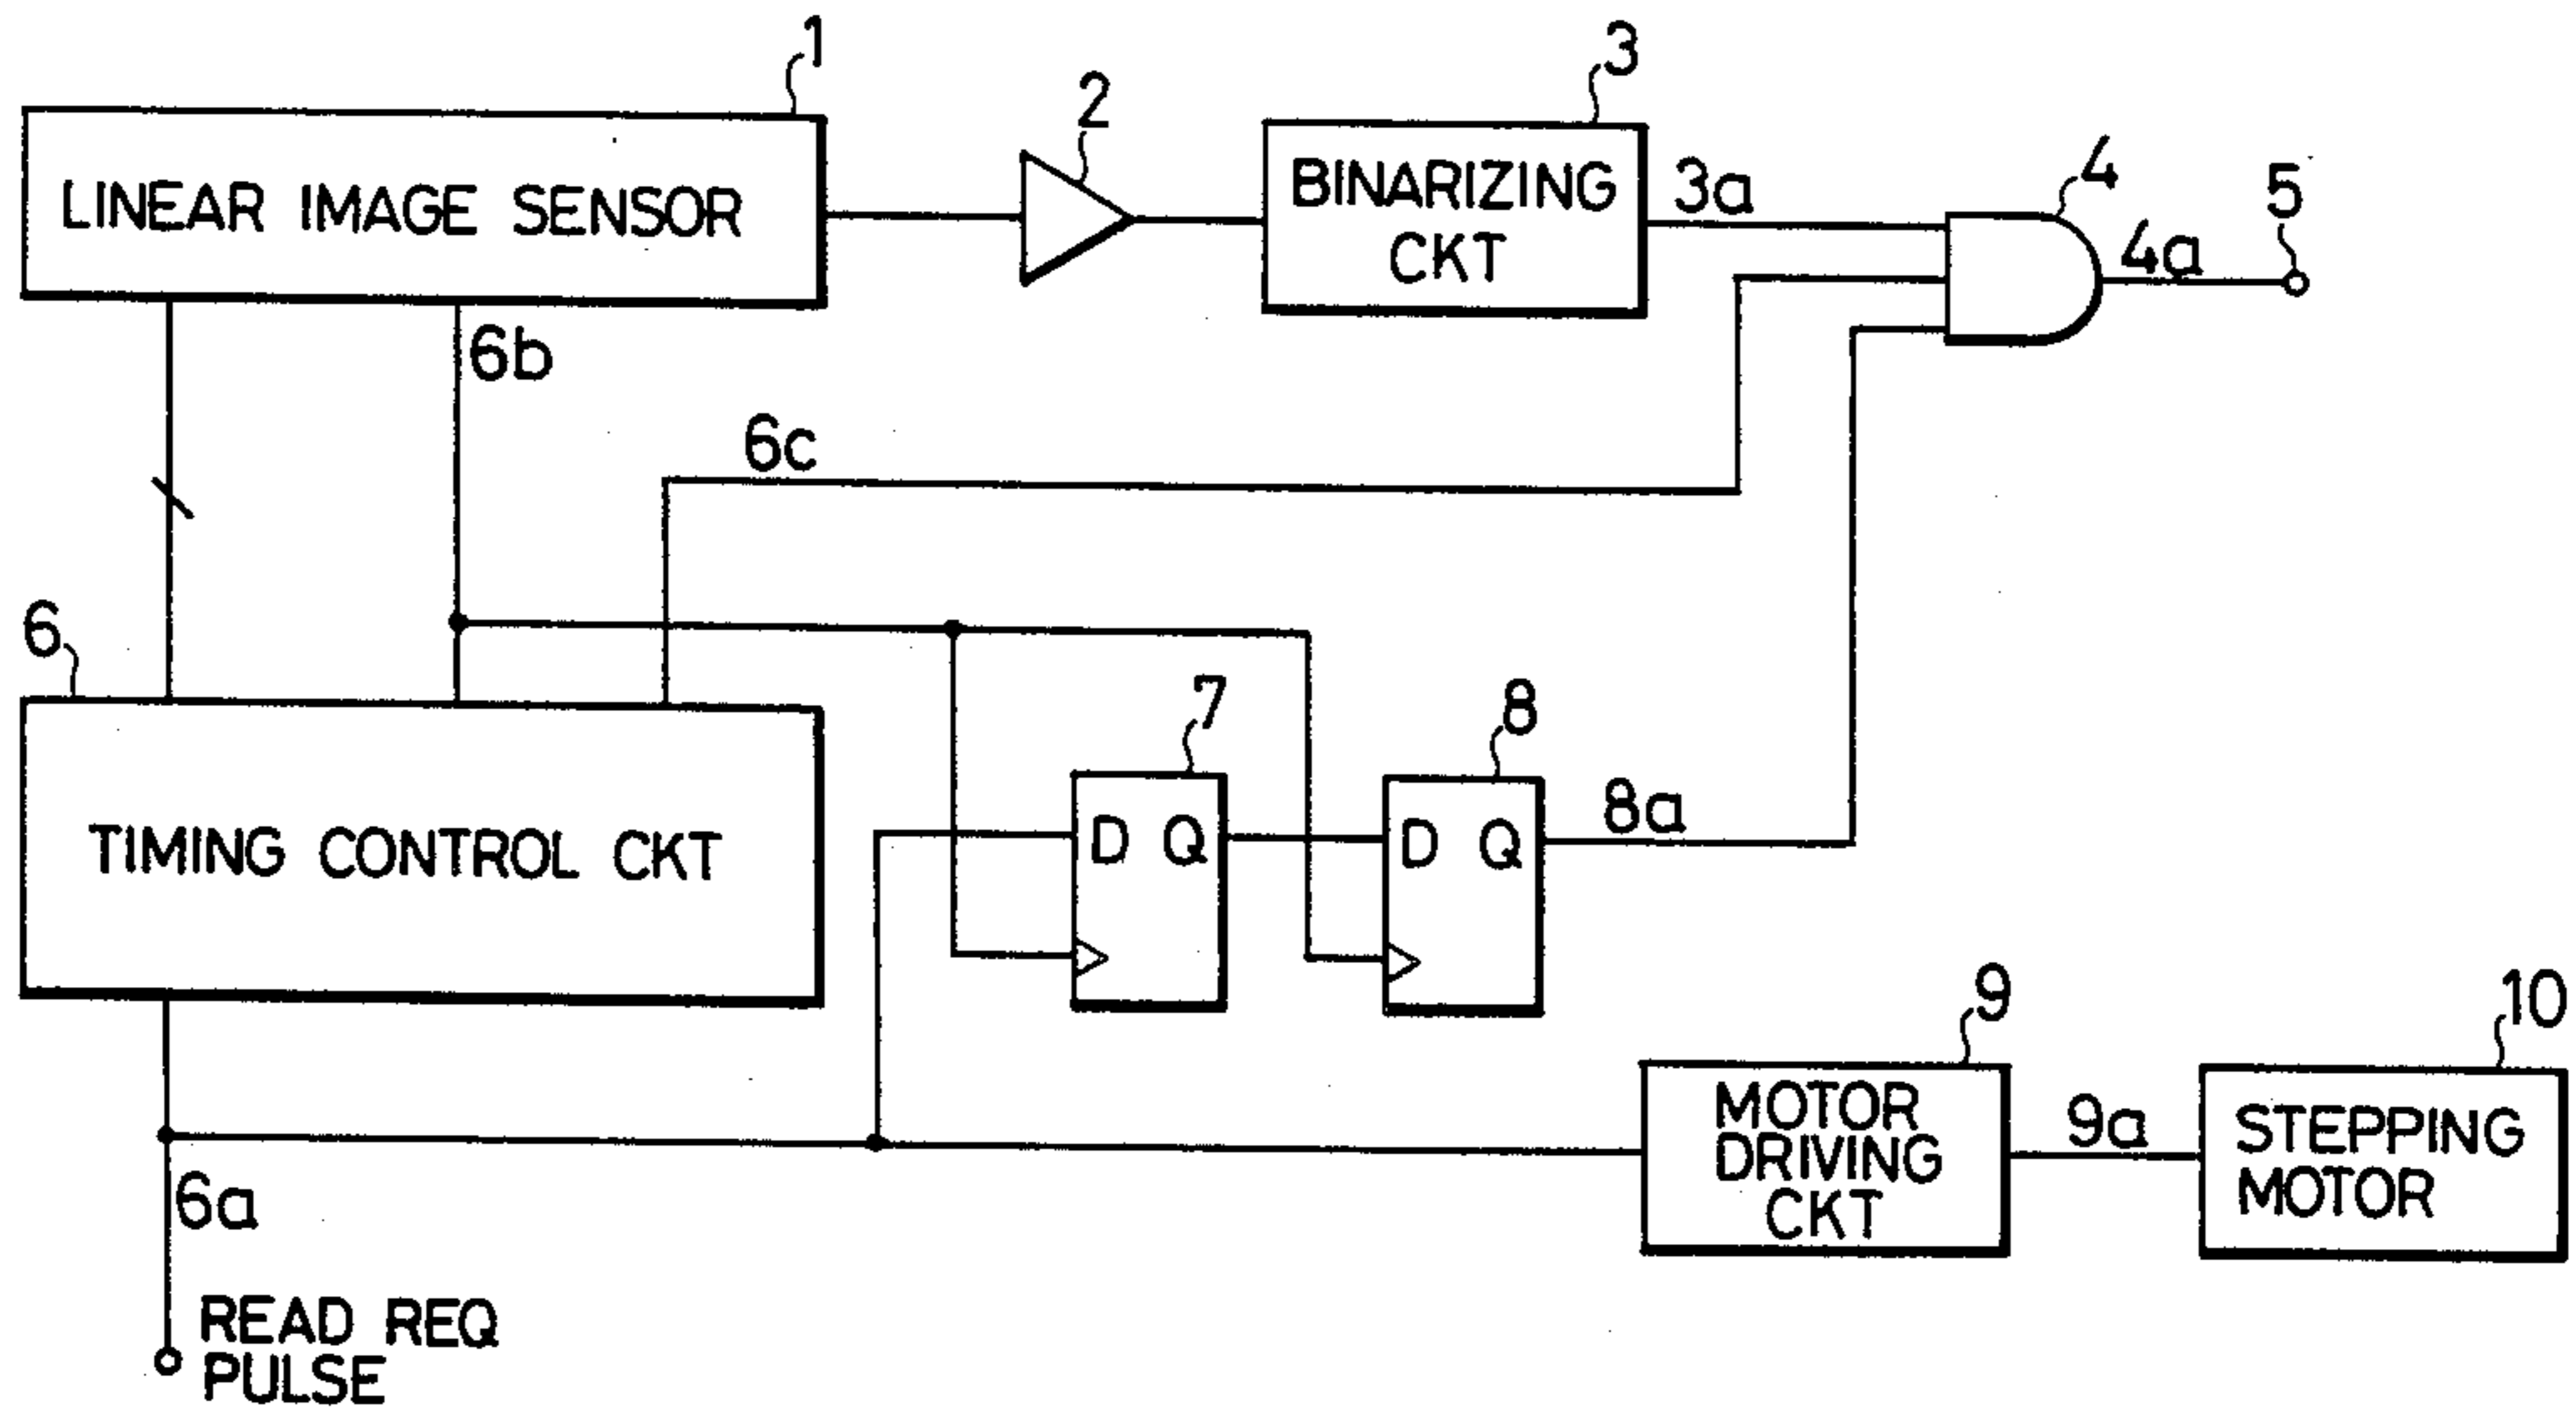 1
2
3
LINEAR IMAGE SENSOR
BINARIZING
CKT
3a
4
4a
5
6b
6c
6
TIMING CONTROL CKT
7
D Q
8
D Q
8a
9
MOTOR
DRIVING
CKT
9a
10
STEPPING
MOTOR
6a
READ REQ
PULSE